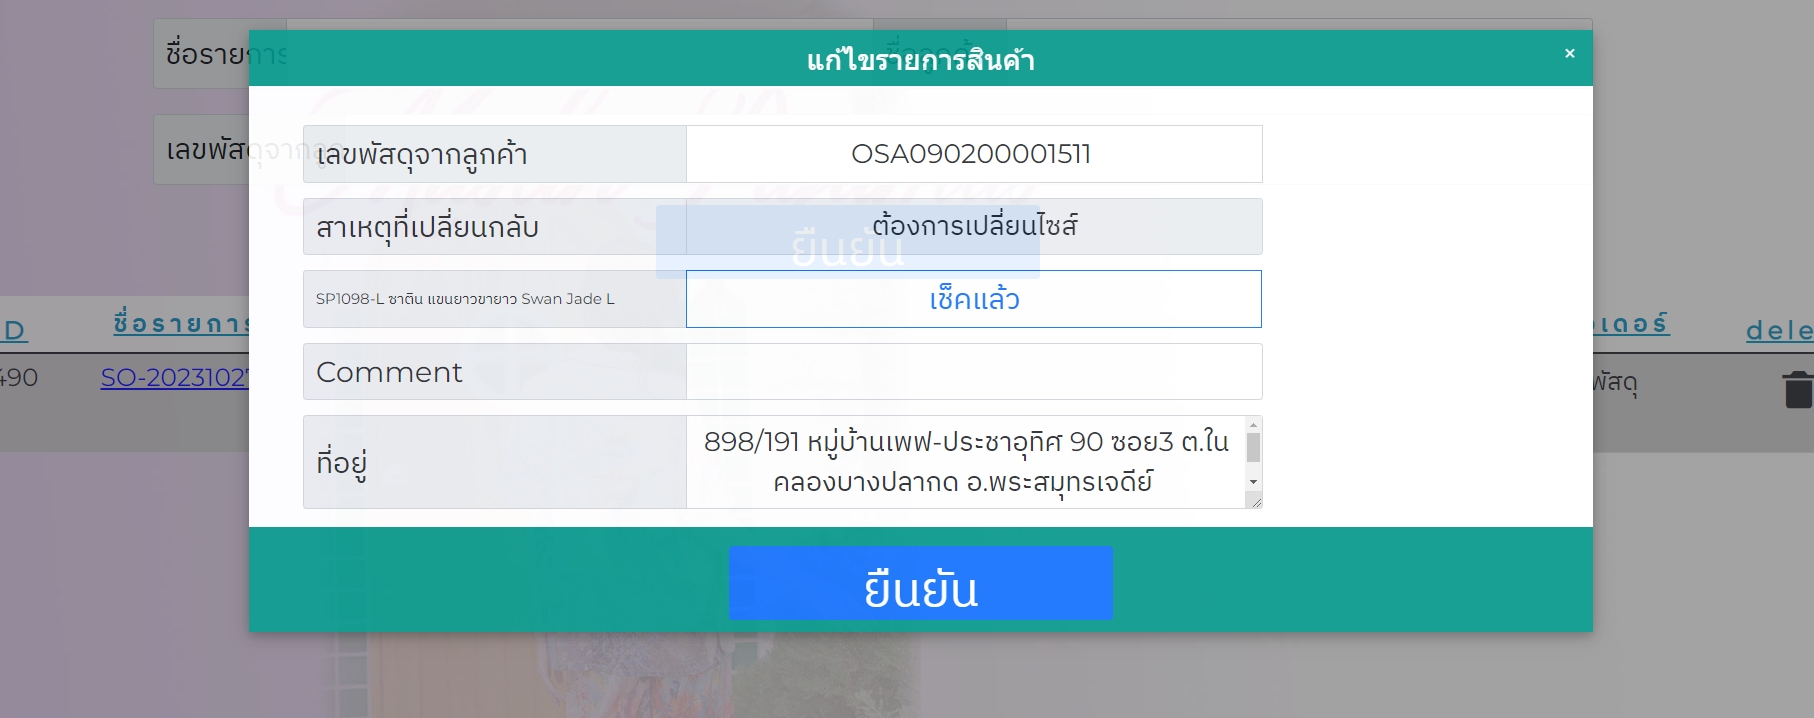 ชื่อรายการ
แก้ไขรายการสินค้า
×
เลขพัสดุจากลูก
เลขพัสดุจากลูกค้า
OSA090200001511
สาเหตุที่เปลี่ยนกลับ
ต้องการเปลี่ยนไซส์
ยืนยัน
SP1098-L ซาติน แขนยาวขายาว Swan Jade L
เช็คแล้ว
D
ชื่อรายการ
เดอร์
dele
Comment
490
SO-20231027
พัสดุ
ที่อยู่
898/191 หมู่บ้านเพฟ-ประชาอุทิศ 90 ซอย3 ต.ใน
คลองบางปลากด อ.พระสมุทรเจดีย์
ยืนยัน